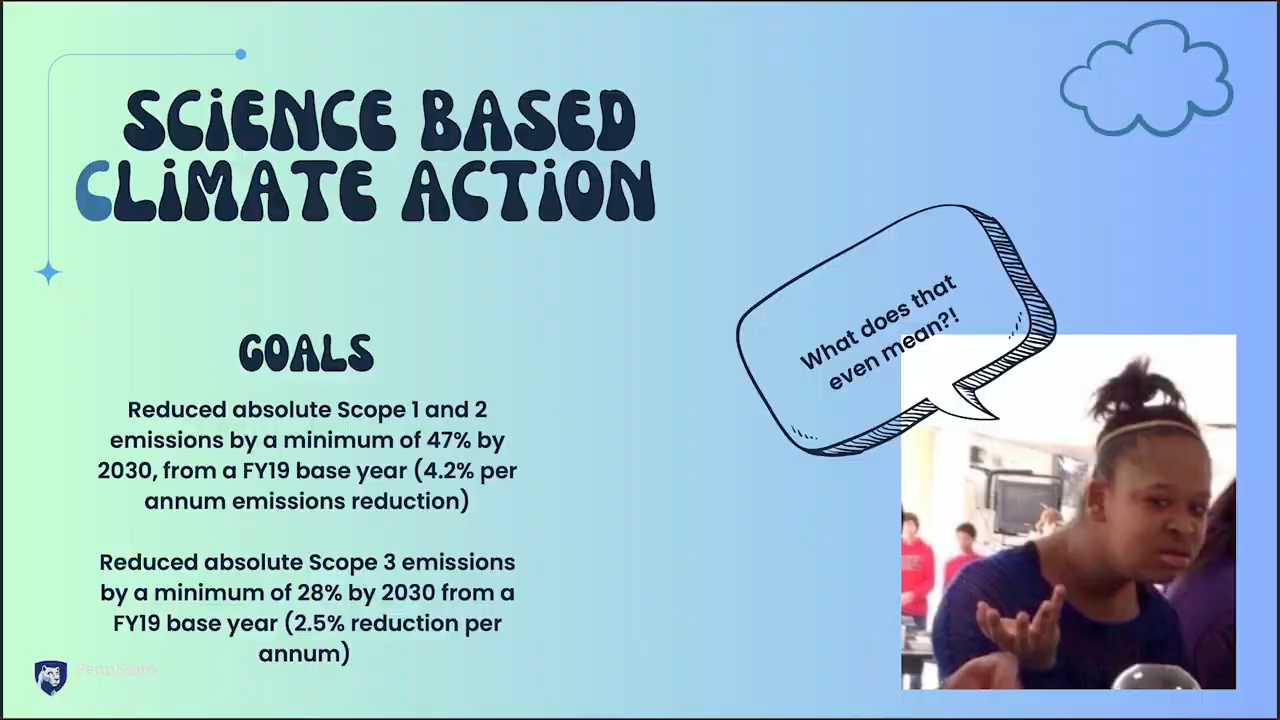 SCiENCE BASED
CLiMATE ACTiON
What does that
even mean?!
GOALS
Reduced absolute Scope 1 and 2
emissions by a minimum of 47% by
2030, from a FY19 base year (4.2% per
annum emissions reduction)
Reduced absolute Scope 3 emissions
by a minimum of 28% by 2030 from a
FY19 base year (2.5% reduction per
annum)
PennState